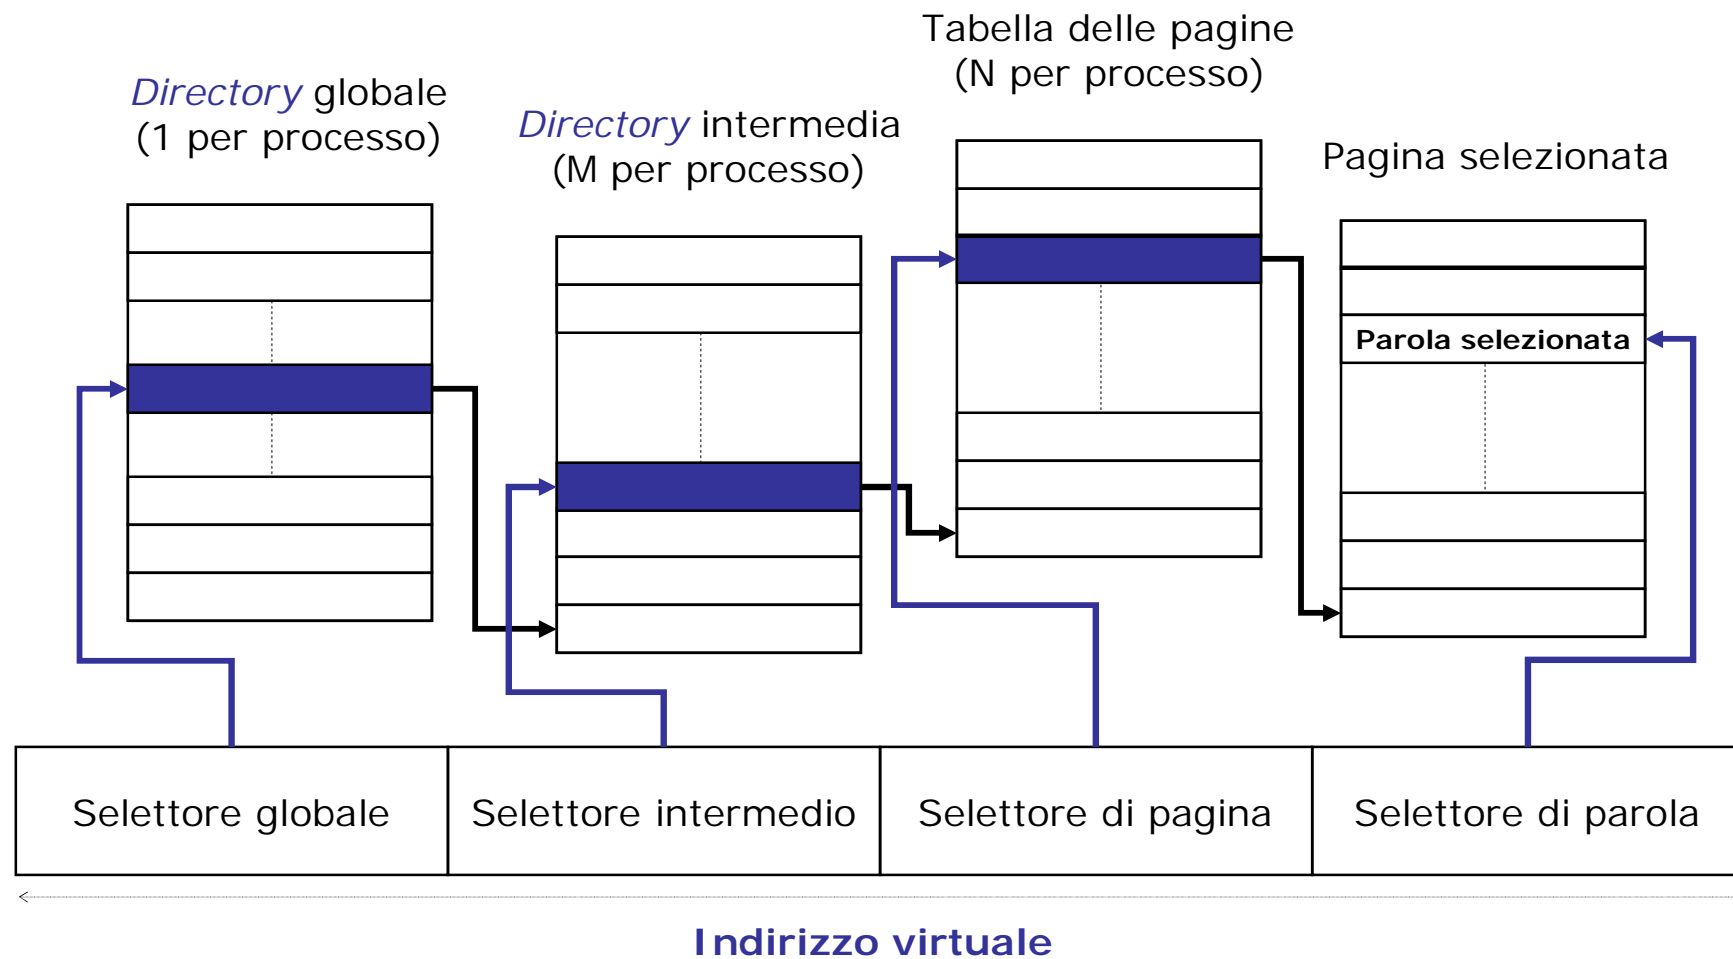 Directory globale
(1 per processo)
Directory intermedia
(M per processo)
Tabella delle pagine
(N per processo)
Pagina selezionata
Parola selezionata
Selettore globale
Selettore intermedio
Selettore di pagina
Selettore di parola
Indirizzo virtuale